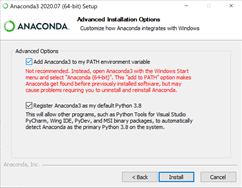 Anaconda3 2020.07 (64-bit) Setup
ANACONDA.
Advanced Installation Options
Customize how Anaconda integrates with Windows
Advanced Options
Add Anaconda3 to my PATH environment variable
Not recommended. Instead, open Anaconda3 with the Windows Start
menu and select "Anaconda (64-bit)". This "add to PATH" option makes
Anaconda get found before previously installed software, but may
cause problems requiring you to uninstall and reinstall Anaconda.
Register Anaconda3 as my default Python 3.8
This will allow other programs, such as Python Tools for Visual Studio
PyCharm, Wing IDE, PyDev, and MSI binary packages, to automatically
detect Anaconda as the primary Python 3.8 on the system.
Anaconda, Inc.
< Back
Install
Cancel